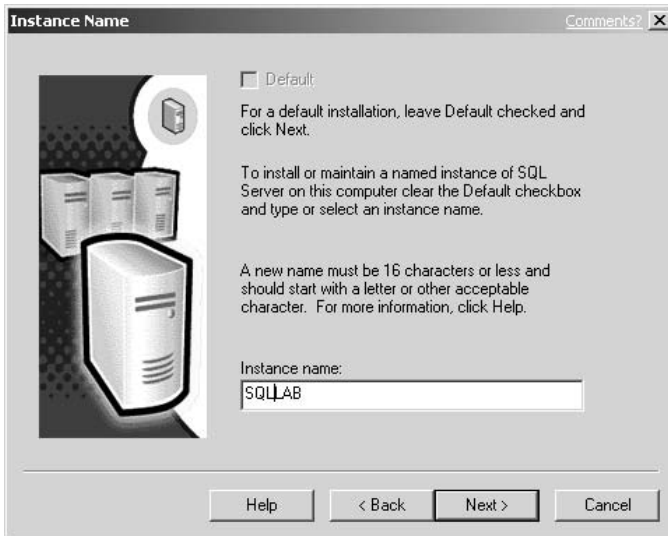 Instance Name
Comments?
Default
For a default installation, leave Default checked and
click Next.
To install or maintain a named instance of SQL
Server on this computer clear the Default checkbox
and type or select an instance name.
A new name must be 16 characters or less and
should start with a letter or other acceptable
character. For more information, click Help.
Instance name:
SQLLAB
Help
< Back
Next >
Cancel